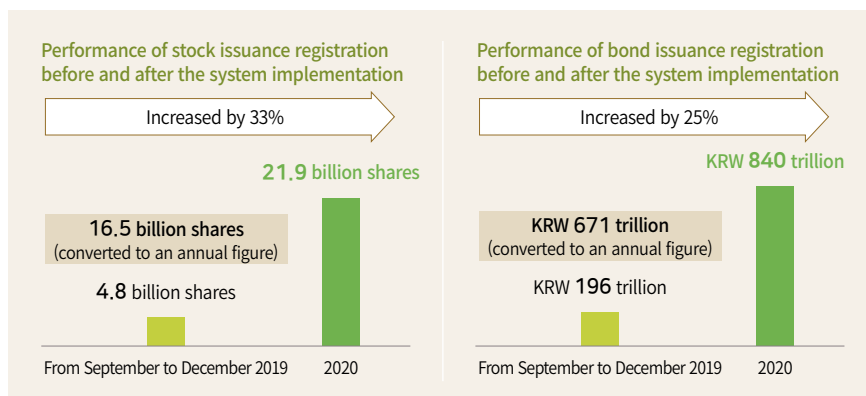 Performance of stock issuance registration
before and after the system implementation
Increased by 33%
21.9 billion shares
16.5 billion shares
(converted to an annual figure)
4.8 billion shares
From September to December 2019
2020
Performance of bond issuance registration
before and after the system implementation
Increased by 25%
KRW 840 trillion
KRW 671 trillion
(converted to an annual figure)
KRW 196 trillion
From September to December 2019
2020